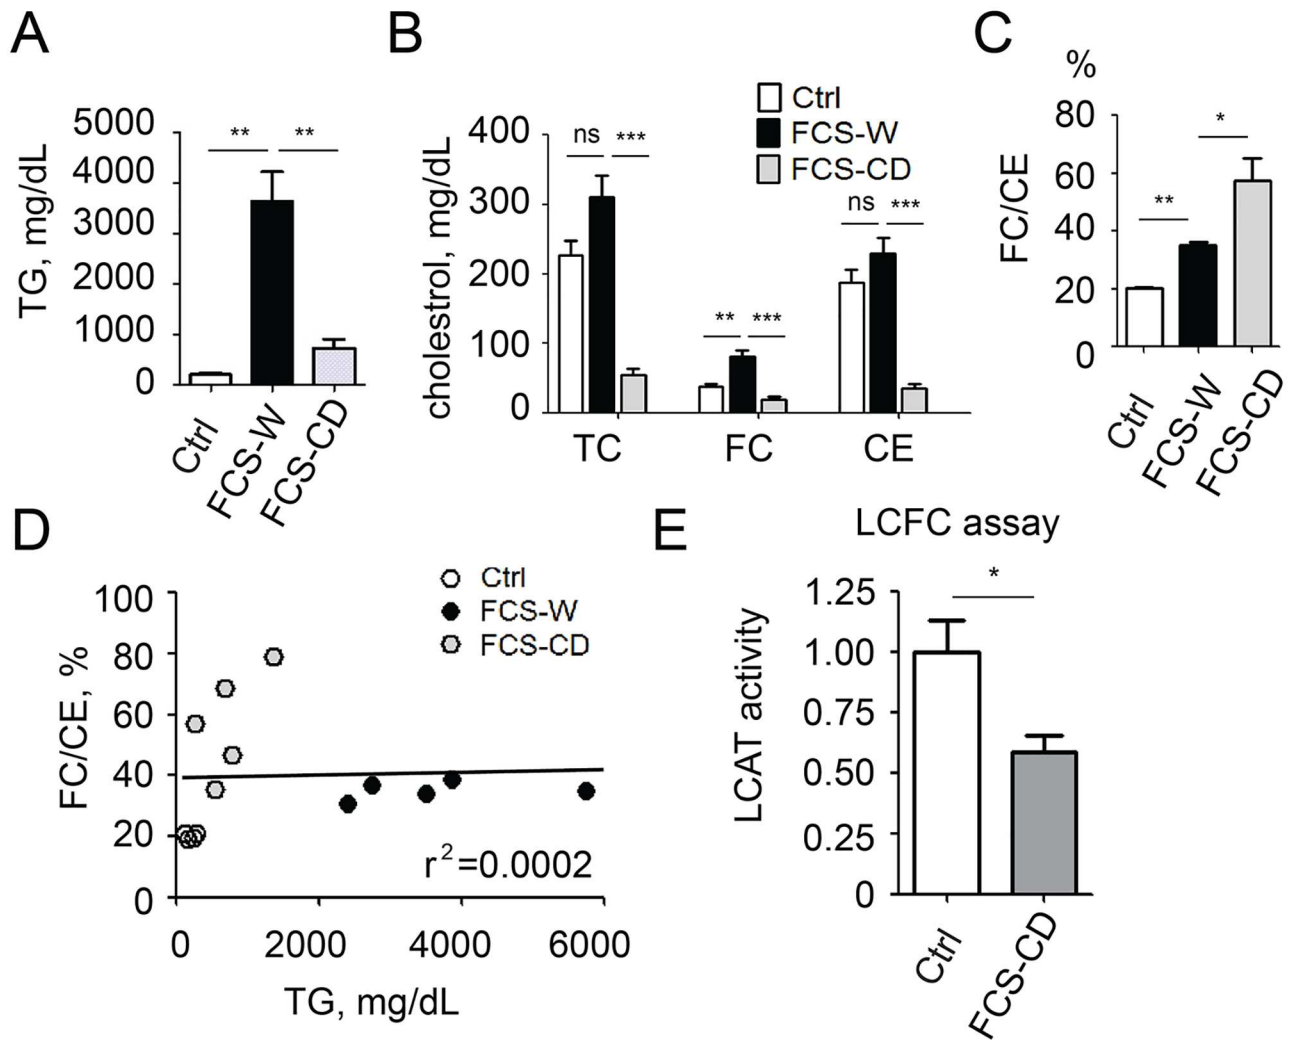 A
TG, mg/dL
5000
4000
3000
2000
1000
0
** **
Ctrl
FCS-W
FCS-CD
B
cholestrol, mg/dL
400
300
200
100
0
Ctrl
FCS-W
FCS-CD
ns ***
** ***
ns ***
TC FC CE
C
%
FC/CE
80
60
40
20
0
**
*
Ctrl
FCS-W
FCS-CD
D
FC/CE, %
100
80
60
40
20
0
Ctrl
FCS-W
FCS-CD
r²=0.0002
0 2000 4000 6000
TG, mg/dL
E
LCFC assay
LCAT activity
1.25
1.00
0.75
0.50
0.25
0
*
Ctrl
FCS-CD